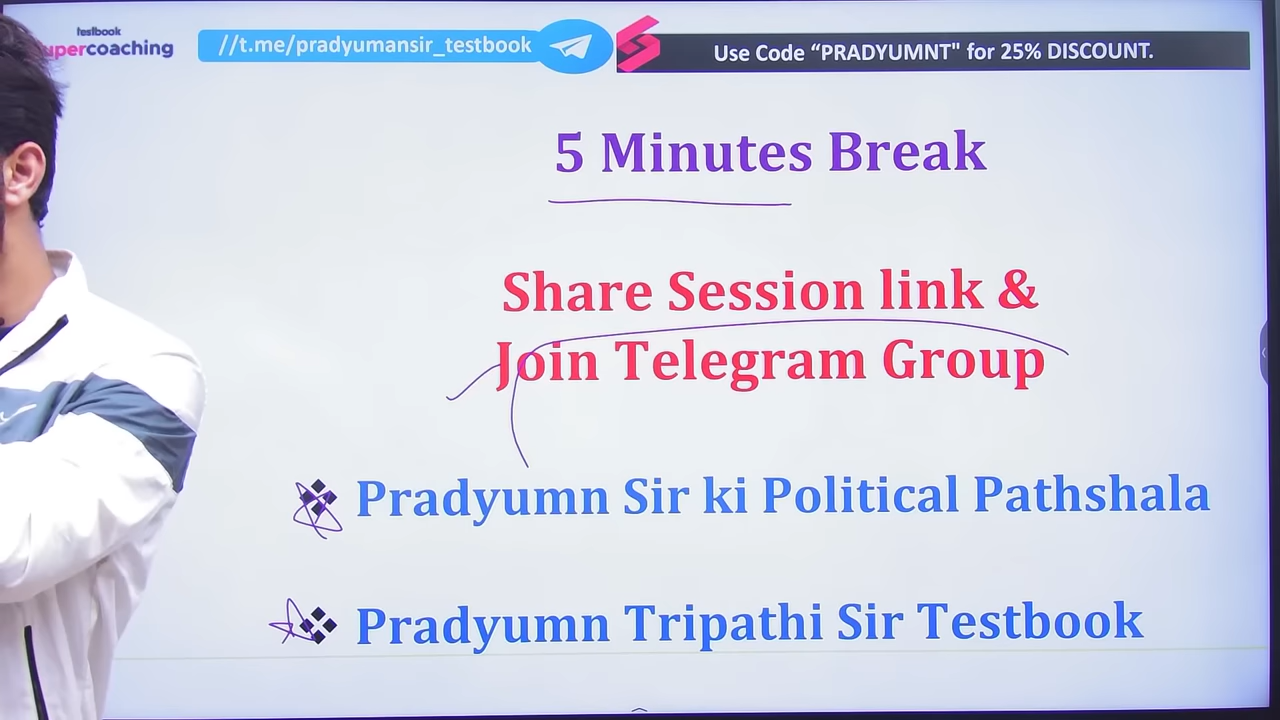 testbook
upercoaching
//t.me/pradyumansir_testbook
Use Code “PRADYUMNT" for 25% DISCOUNT.
5 Minutes Break
Share Session link &
Join Telegram Group
Pradyumn Sir ki Political Pathshala
Pradyumn Tripathi Sir Testbook